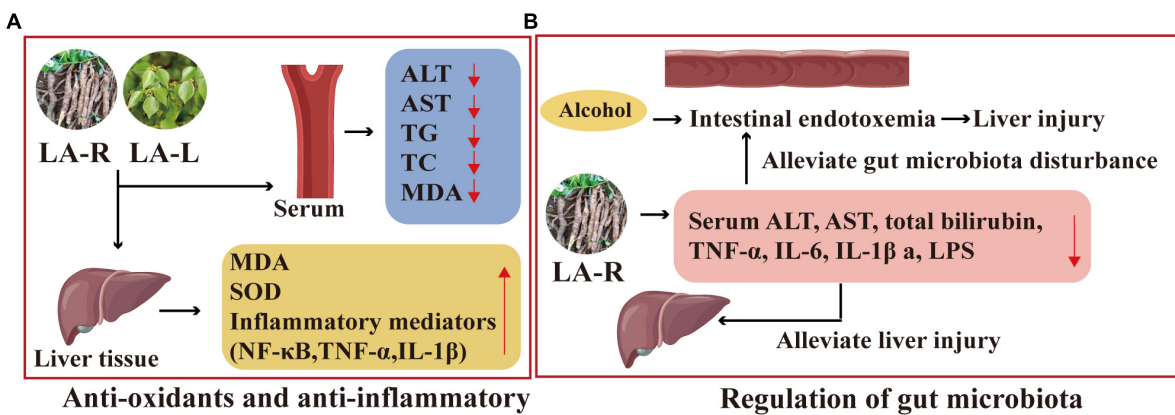 A
LA-R
LA-L
Serum
ALT
AST
TG
TC
MDA
Liver tissue
MDA
SOD
Inflammatory mediators
(NF-κB,TNF-α,IL-1β)
Anti-oxidants and anti-inflammatory
B
Alcohol
Intestinal endotoxemia
Liver injury
Alleviate gut microbiota disturbance
LA-R
Serum ALT, AST, total bilirubin,
TNF-α, IL-6, IL-1β a, LPS
Alleviate liver injury
Regulation of gut microbiota